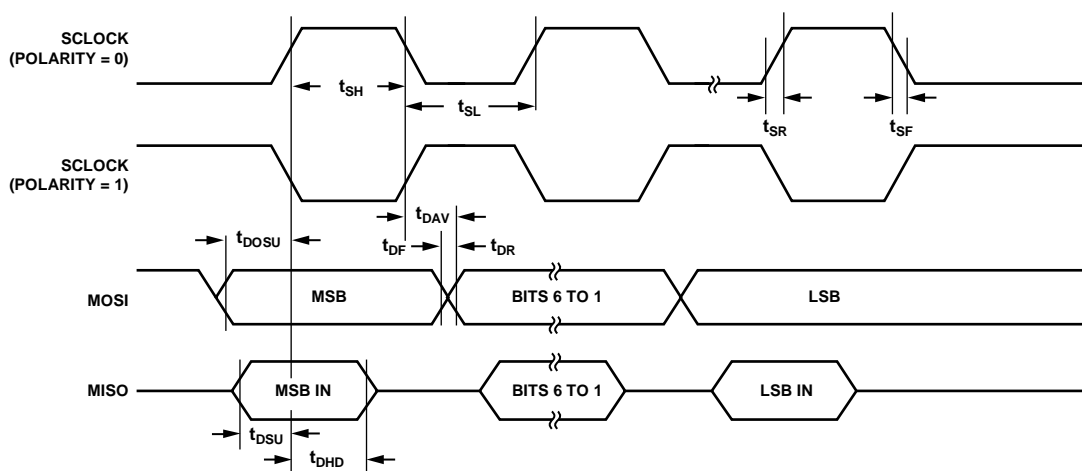 SCLOCK
(POLARITY = 0)
tSH
tSL
tSR
tSF
SCLOCK
(POLARITY = 1)
tDAV
tDOSU
tDF
tDR
MOSI
MSB
BITS 6 TO 1
LSB
MISO
MSB IN
BITS 6 TO 1
LSB IN
tDSU
tDHD